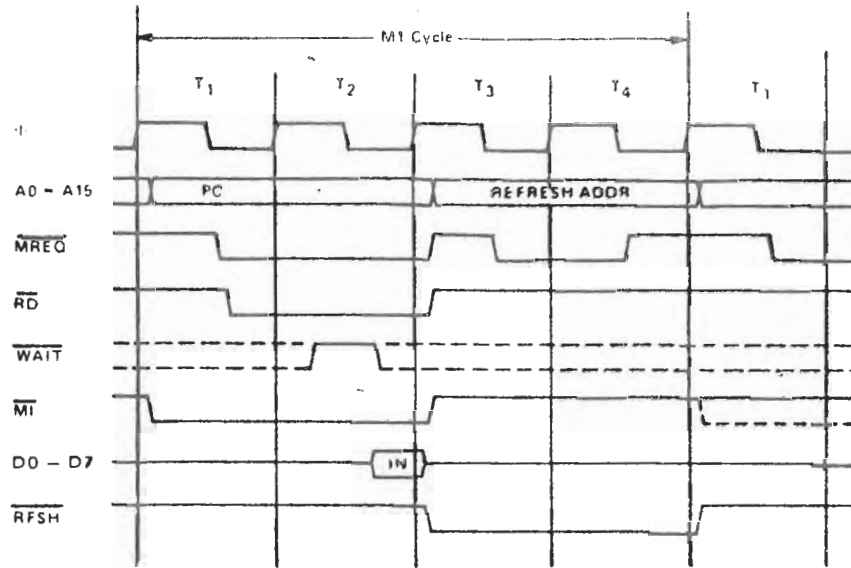 M1 Cycle
T1 T2 T3 T4 T1
A0 – A15 PC REFRESH ADDR
MREQ
RD
WAIT
M1
D0 – D7 IN
RFSH